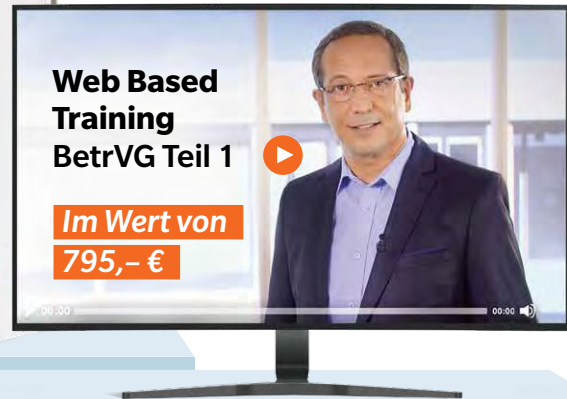 Web Based
Training
BetrVG Teil 1
Im Wert von
795,– €
00:00
00:00